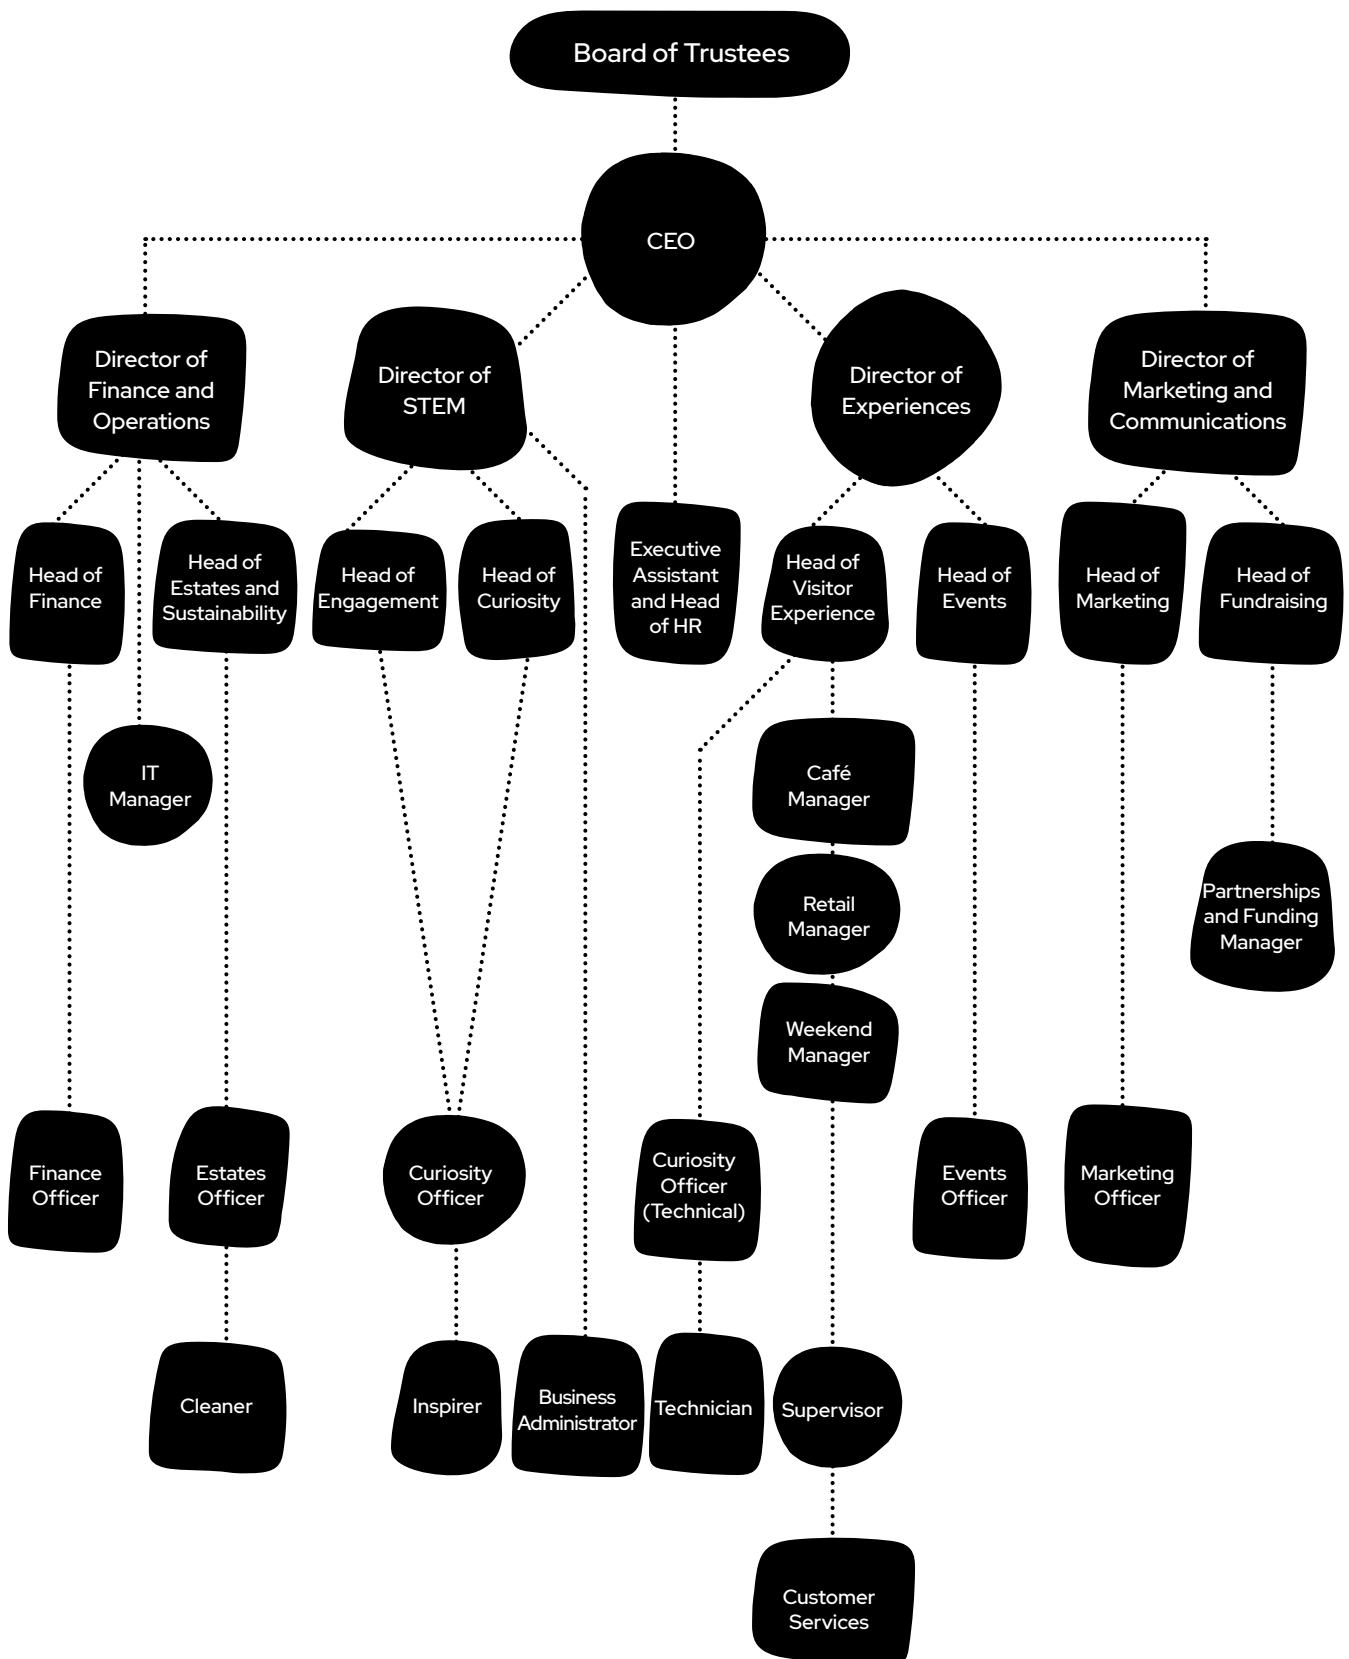 Board of Trustees
CEO
Director of
Finance and
Operations
Director of
STEM
Director of
Experiences
Director of
Marketing and
Communications
Head of
Finance
Head of
Estates and
Sustainability
Head of
Engagement
Head of
Curiosity
Executive
Assistant
and Head
of HR
Head of
Visitor
Experience
Head of
Events
Head of
Marketing
Head of
Fundraising
IT
Manager
Café
Manager
Retail
Manager
Partnerships
and Funding
Manager
Weekend
Manager
Finance
Officer
Estates
Officer
Curiosity
Officer
Curiosity
Officer
(Technical)
Events
Officer
Marketing
Officer
Cleaner
Inspirer
Business
Administrator
Technician
Supervisor
Customer
Services